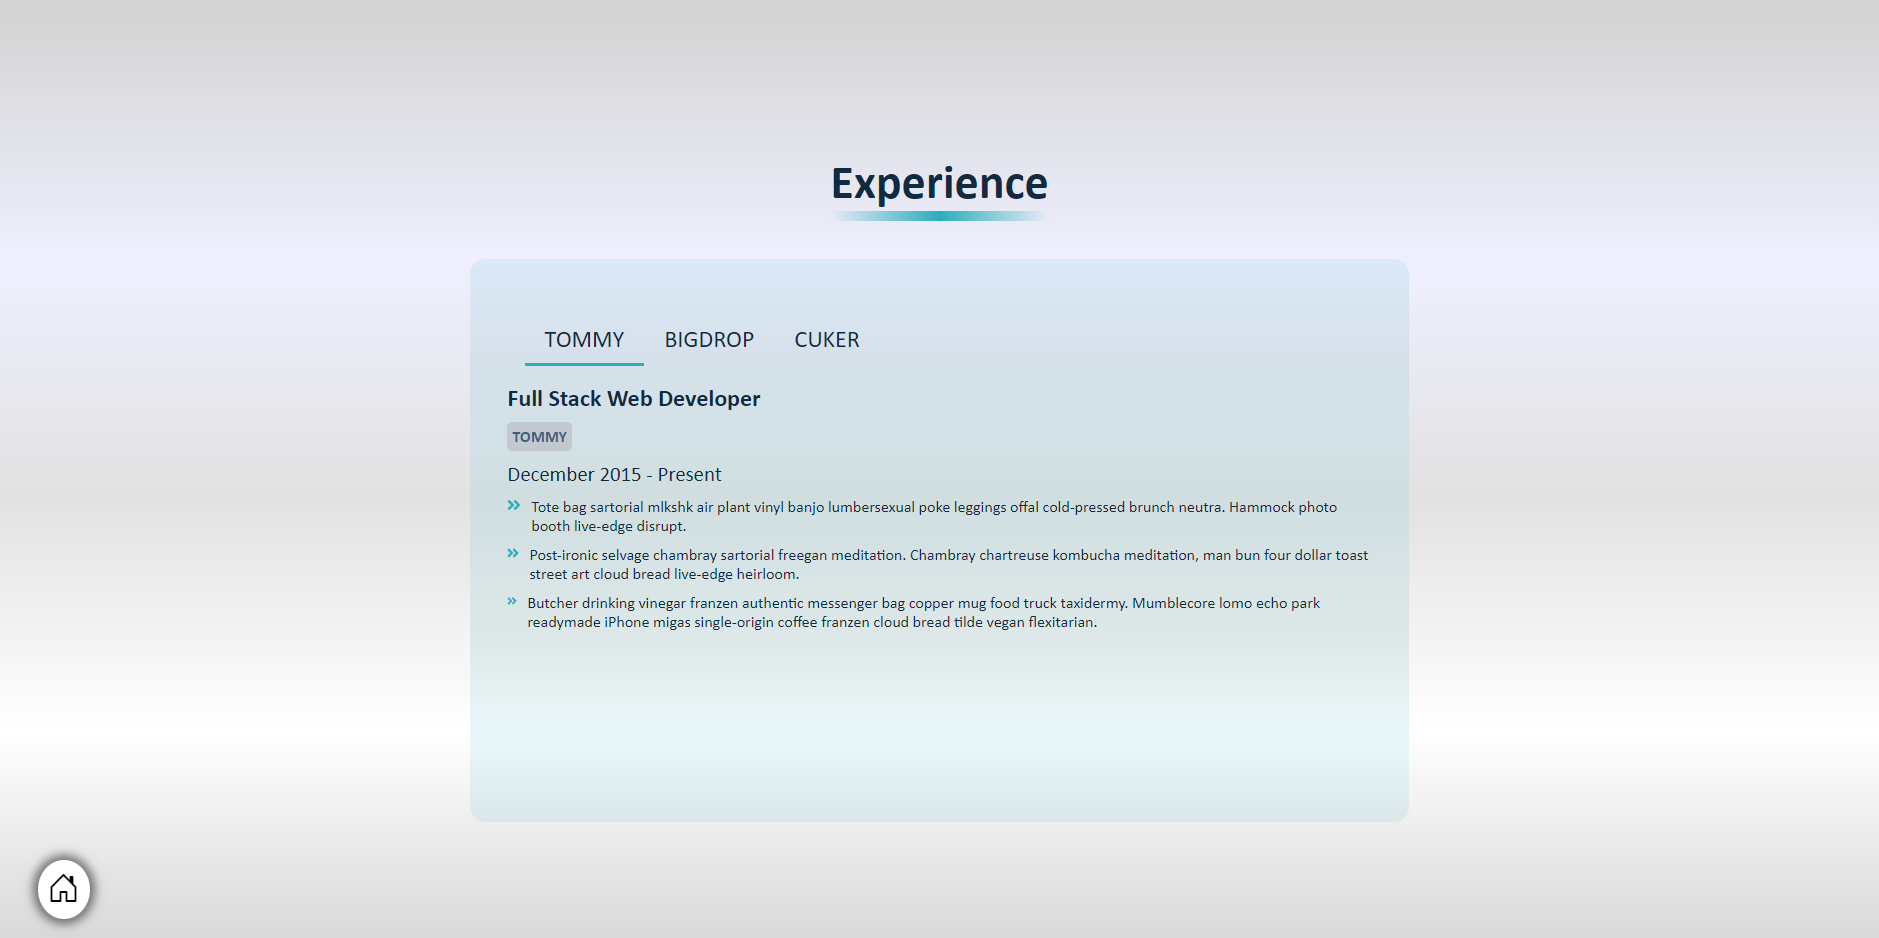 Experience
TOMMY BIGDROP CUKER
Full Stack Web Developer
TOMMY
December 2015 - Present
Tote bag sartorial mlkshk air plant vinyl banjo lumbersexual poke leggings offal cold-pressed brunch neutra. Hammock photo
booth live-edge disrupt.
Post-ironic selvage chambray sartorial freegan meditation. Chambray chartreuse kombucha meditation, man bun four dollar toast
street art cloud bread live-edge heirloom.
Butcher drinking vinegar franzen authentic messenger bag copper mug food truck taxidermy. Mumblecore lomo echo park
readymade iPhone migas single-origin coffee franzen cloud bread tilde vegan flexitarian.